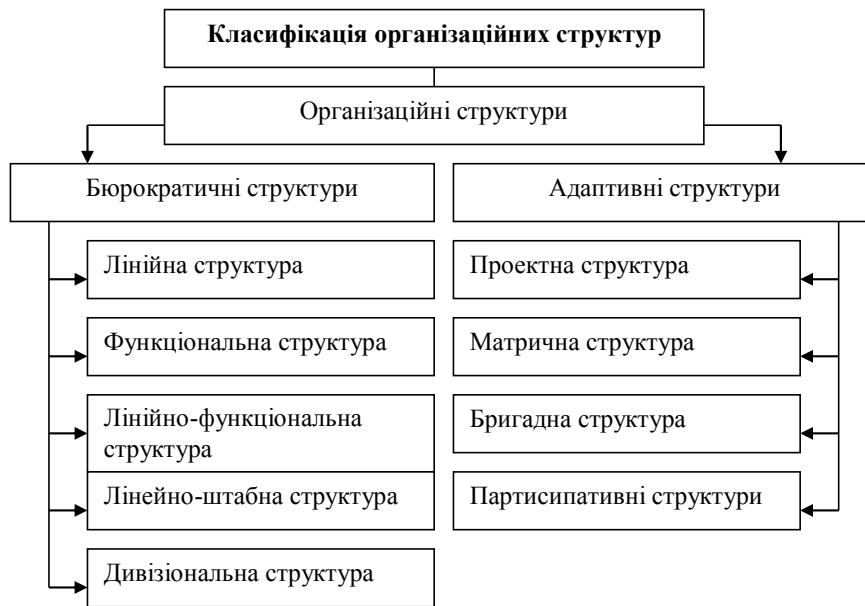 Класифікація організаційних структур
Організаційні структури
Бюрократичні структури
Адаптивні структури
Лінійна структура
Проектна структура
Функціональна структура
Матрична структура
Лінійно-функціональна
структура
Бригадна структура
Лінейно-штабна структура
Партисипативні структури
Дивізіональна структура